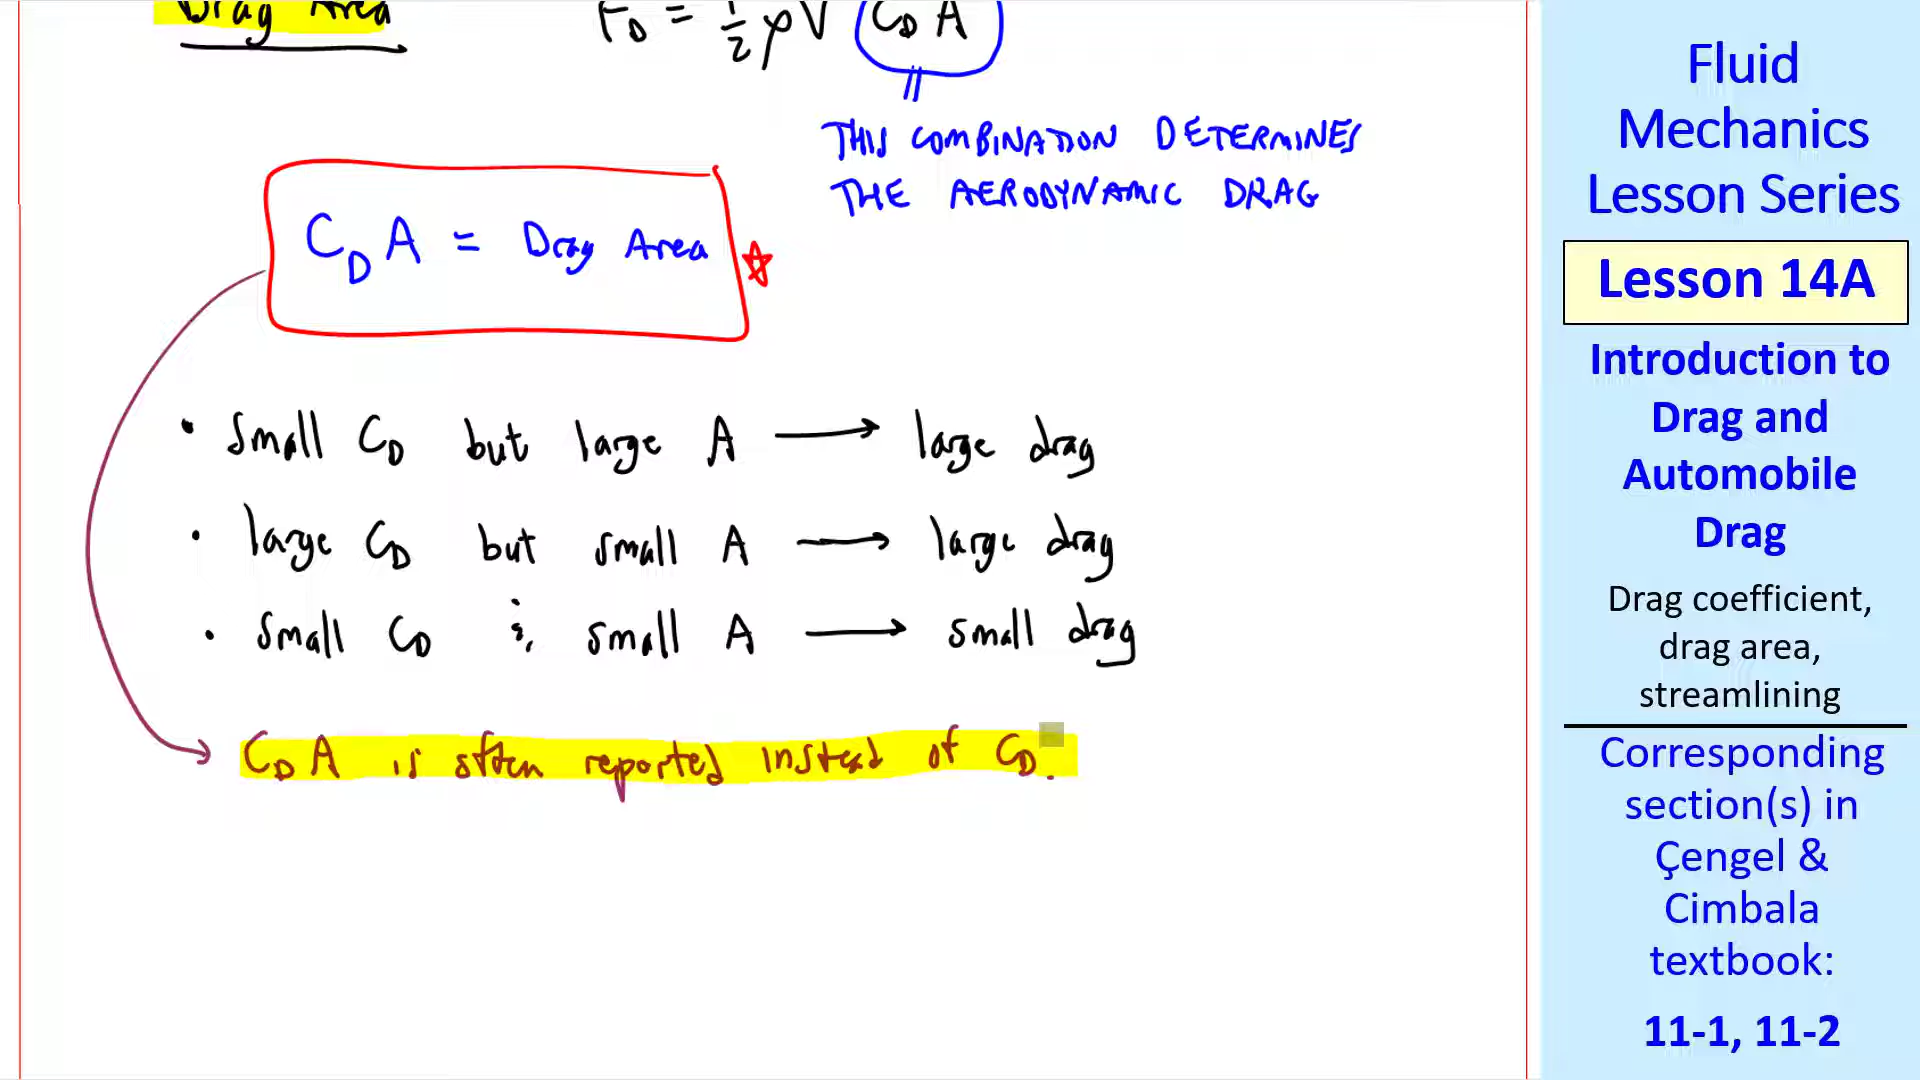 Drag Area
F_D = 1/2 ρ V C_D A
THIS COMBINATION DETERMINES
THE AERODYNAMIC DRAG
C_D A = Drag Area ☆
• small C_D but large A → large drag
• large C_D but small A → large drag
• small C_D & small A → small drag
C_D A is often reported instead of C_D.
Fluid
Mechanics
Lesson Series
Lesson 14A
Introduction to
Drag and
Automobile
Drag
Drag coefficient,
drag area,
streamlining
Corresponding
section(s) in
Çengel &
Cimbala
textbook:
11-1, 11-2